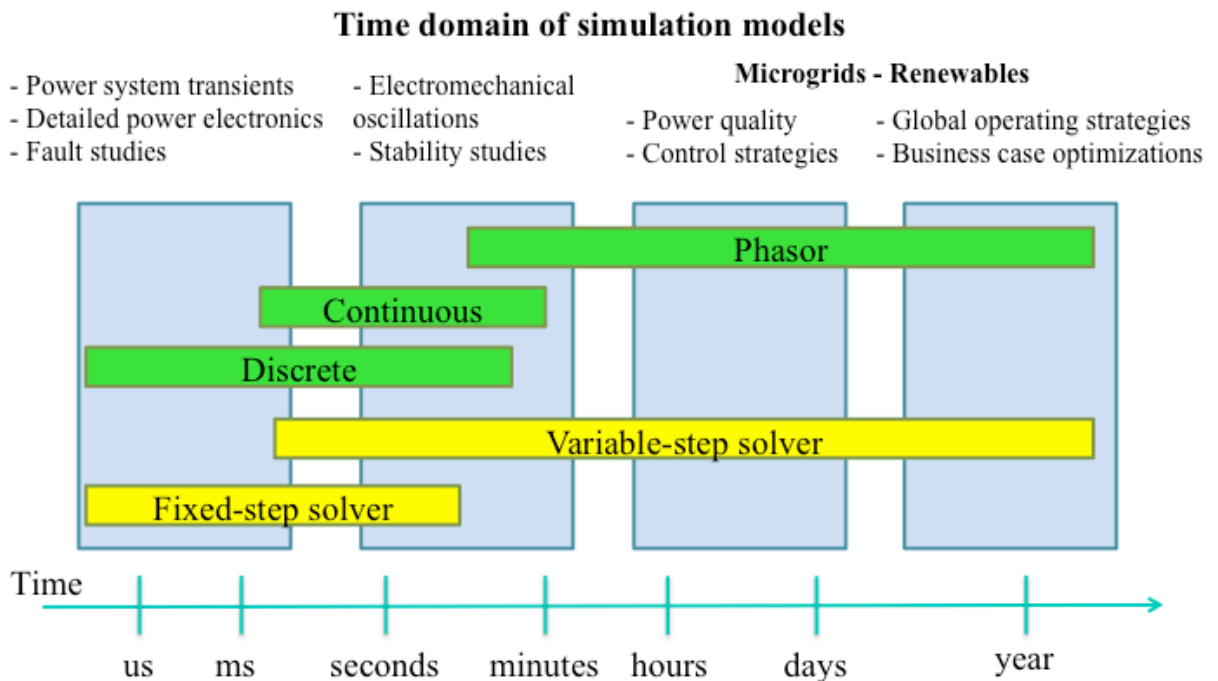 Time domain of simulation models
Microgrids - Renewables
- Power system transients
- Detailed power electronics
- Fault studies
- Electromechanical
oscillations
- Stability studies
- Power quality
- Control strategies
- Global operating strategies
- Business case optimizations
Phasor
Continuous
Discrete
Variable-step solver
Fixed-step solver
Time
us
ms
seconds
minutes
hours
days
year